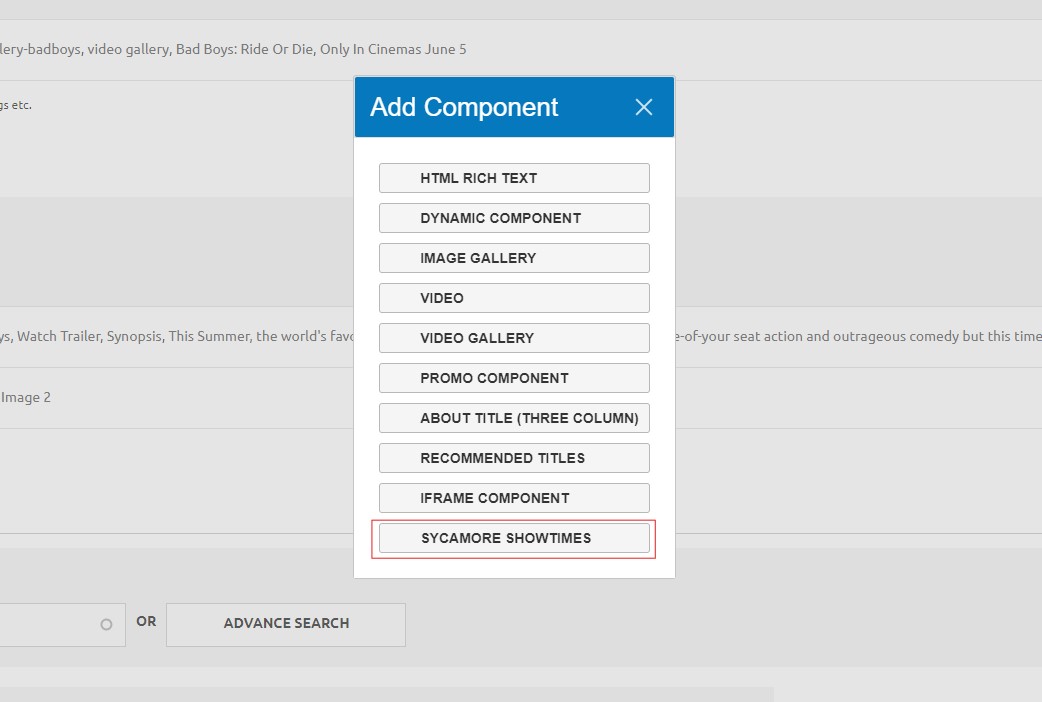 lery-badboys, video gallery, Bad Boys: Ride Or Die, Only In Cinemas June 5
gs etc.
Add Component
HTML RICH TEXT
DYNAMIC COMPONENT
IMAGE GALLERY
VIDEO
VIDEO GALLERY
ys, Watch Trailer, Synopsis, This Summer, the world's favo
e-of-your seat action and outrageous comedy but this time
PROMO COMPONENT
Image 2
ABOUT TITLE (THREE COLUMN)
RECOMMENDED TITLES
IFRAME COMPONENT
SYCAMORE SHOWTIMES
OR
ADVANCE SEARCH